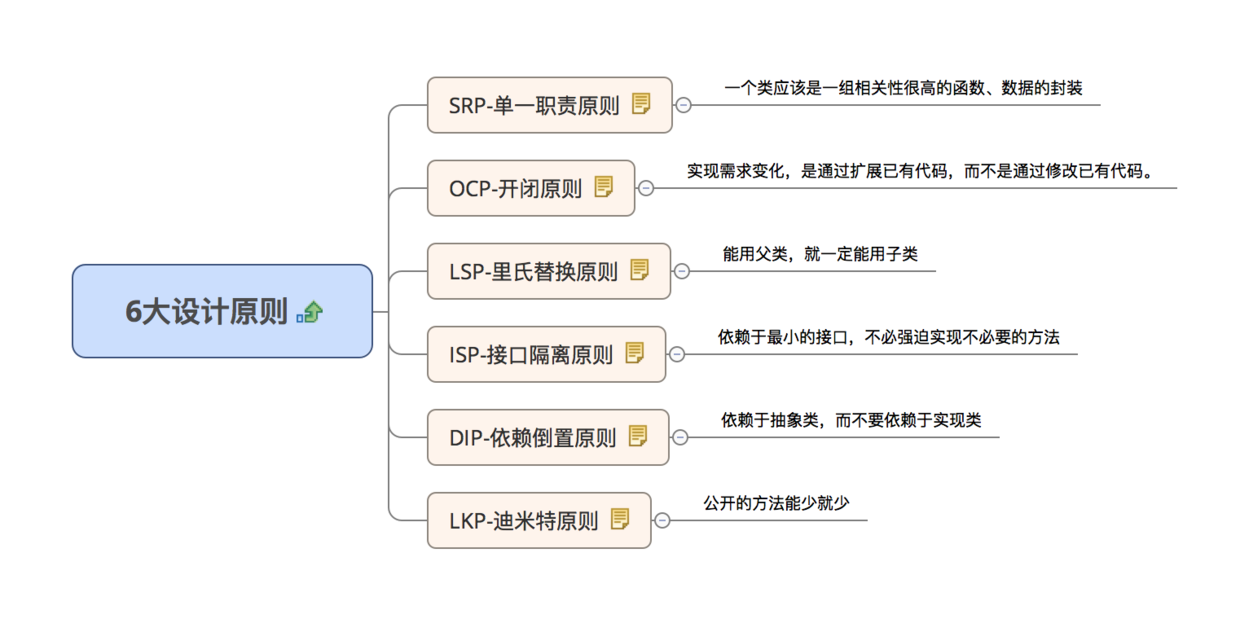 6大设计原则
SRP-单一职责原则
一个类应该是一组相关性很高的函数、数据的封装
OCP-开闭原则
实现需求变化，是通过扩展已有代码，而不是通过修改已有代码。
LSP-里氏替换原则
能用父类，就一定能用子类
ISP-接口隔离原则
依赖于最小的接口，不必强迫实现不必要的方法
DIP-依赖倒置原则
依赖于抽象类，而不要依赖于实现类
LKP-迪米特原则
公开的方法能少就少